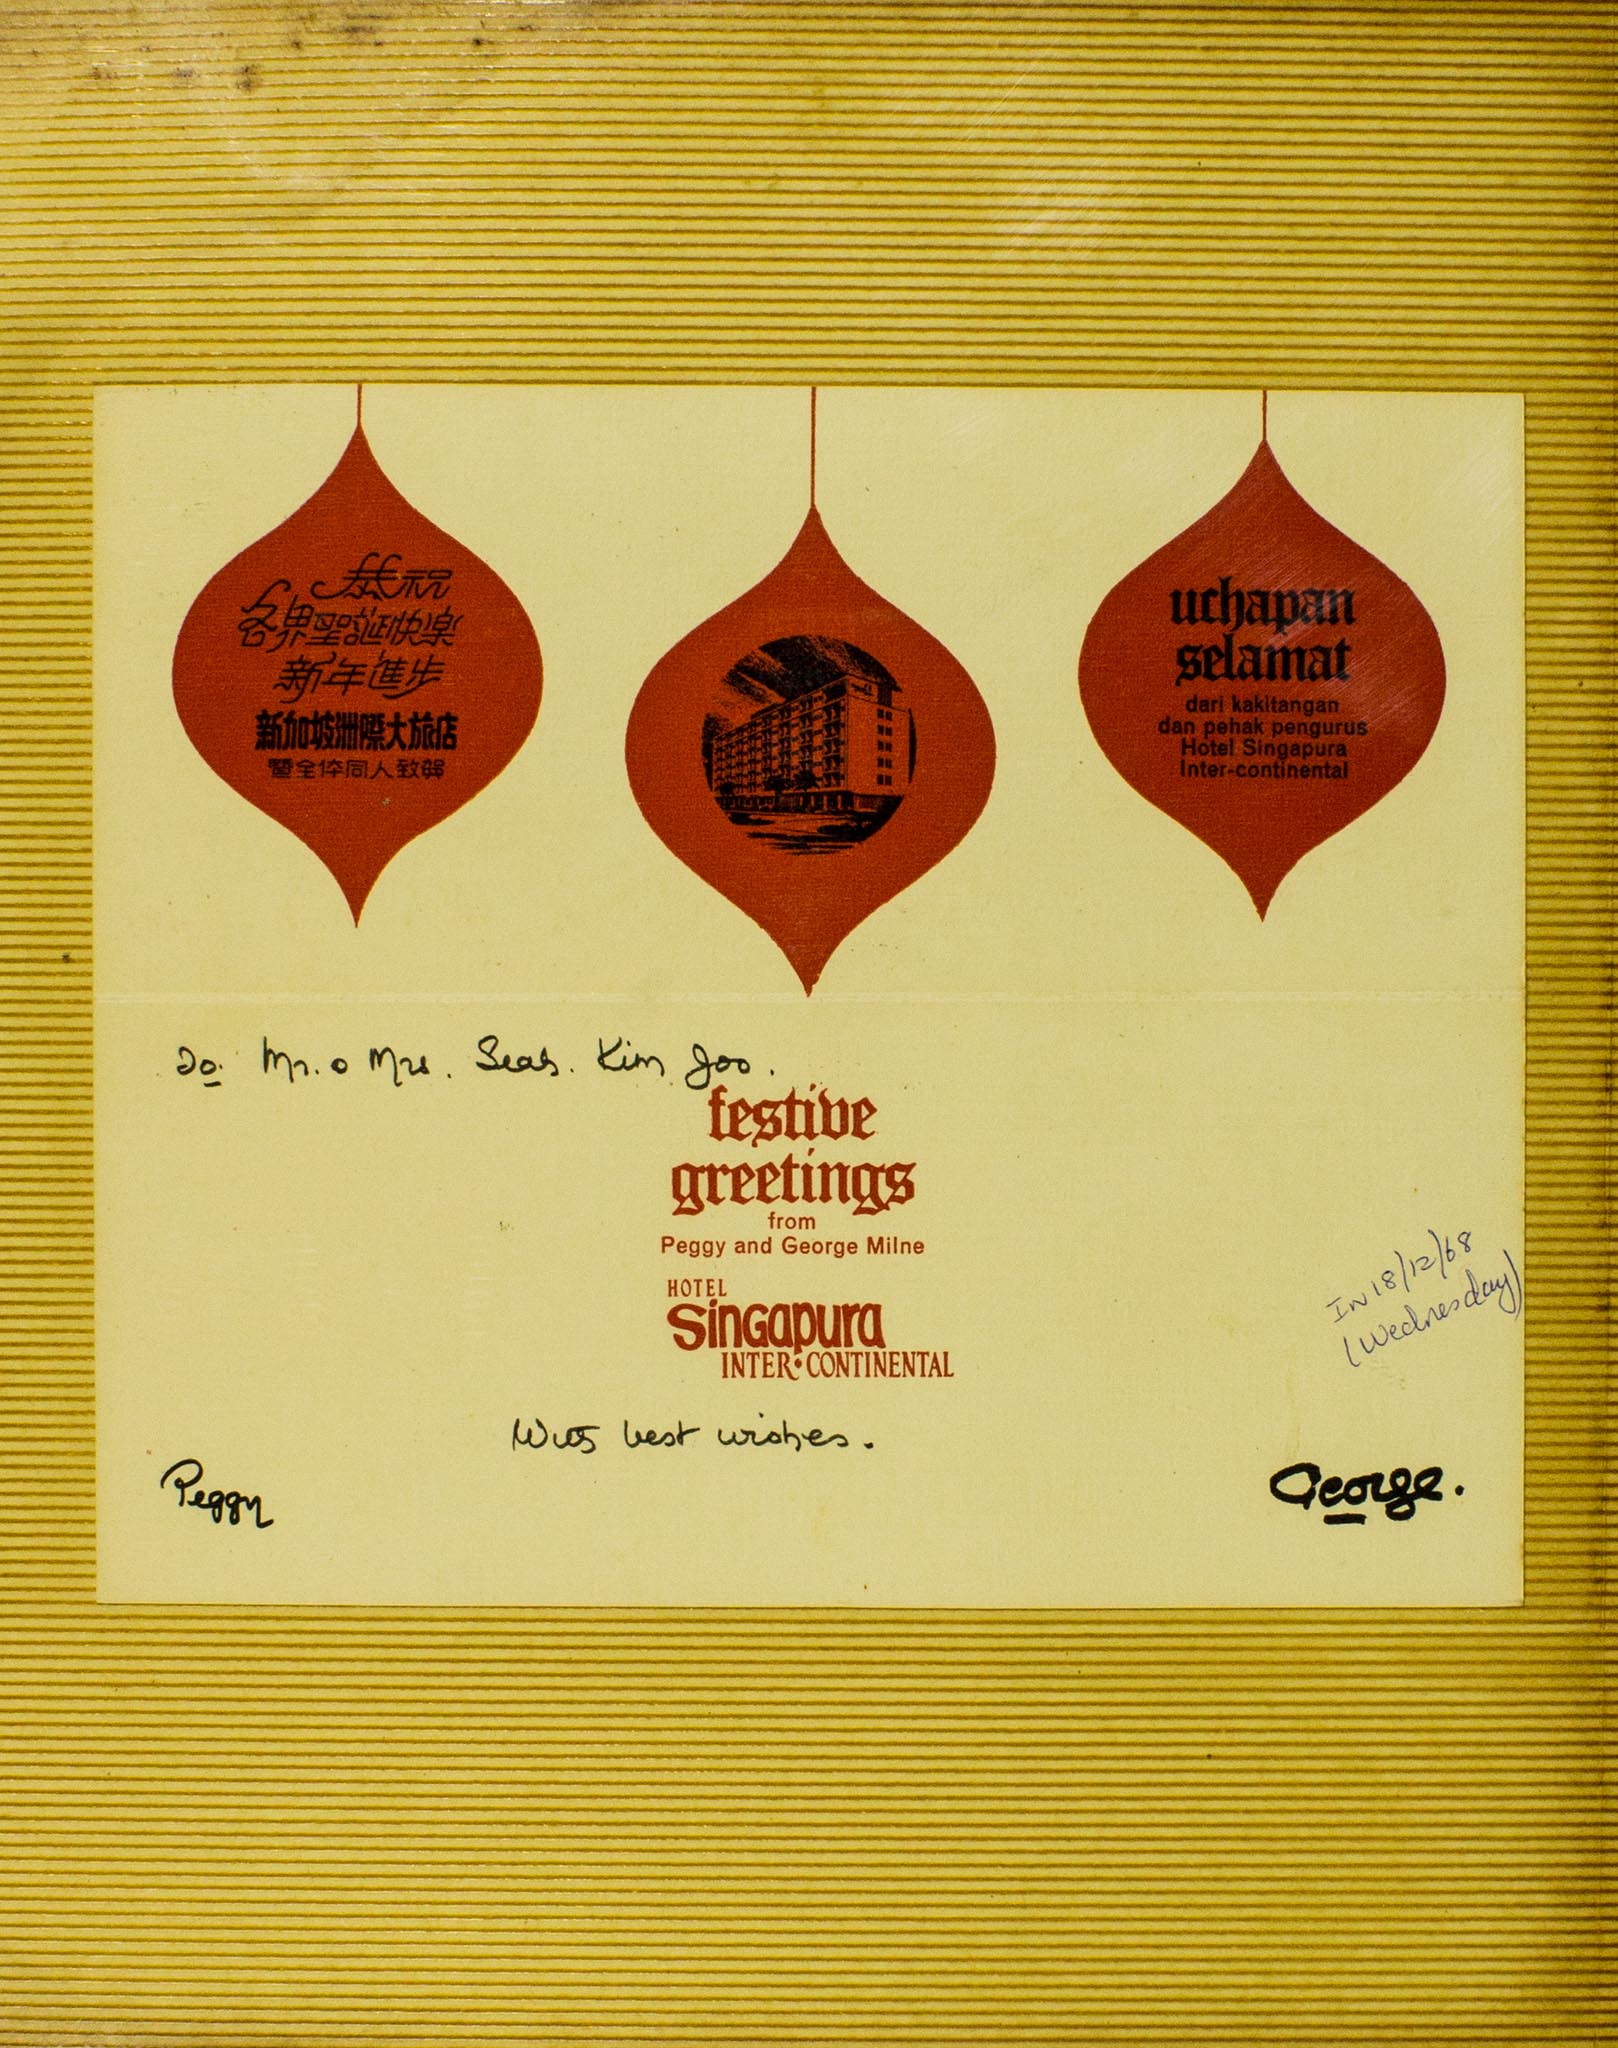 恭祝
各界聖誕快樂
新年進步
新加坡洲際大旅店
暨全体同人致賀
uchapan
selamat
dari kakitangan
dan pehak pengurus
Hotel Singapura
Inter-continental
To: Mr. & Mrs. Seah. Kim Joo.
festive
greetings
from
Peggy and George Milne
HOTEL
Singapura
INTER·CONTINENTAL
IN 18/12/68
(Wednesday)
With best wishes.
Peggy
George.